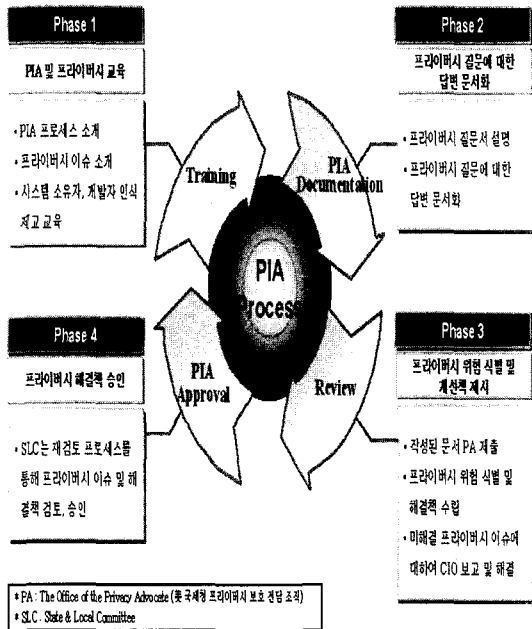 Phase 1
PIA 및 프라이버시 교육
• PIA 프로세스 소개
• 프라이버시 이슈 소개
• 시스템 소유자, 개발자 인식
제고 교육
Phase 2
프라이버시 질문에 대한
답변 문서화
• 프라이버시 질문서 설명
• 프라이버시 질문에 대한
답변 문서화
Training
PIA
Documentation
PIA
Process
PIA
Approval
Review
Phase 4
프라이버시 해결책 승인
• SLC는 재검토 프로세스를
통해 프라이버시 이슈 및 해
결책 검토, 승인
Phase 3
프라이버시 위험 식별 및
개선책 제시
• 작성된 문서 PA 제출
• 프라이버시 위험 식별 및
해결책 수립
• 미해결 프라이버시 이슈에
대하여 CIO 보고 및 해결
* PA : The Office of the Privacy Advocate (美 국세청 프라이버시 보호 전담 조직)
* SLC : State & Local Committee